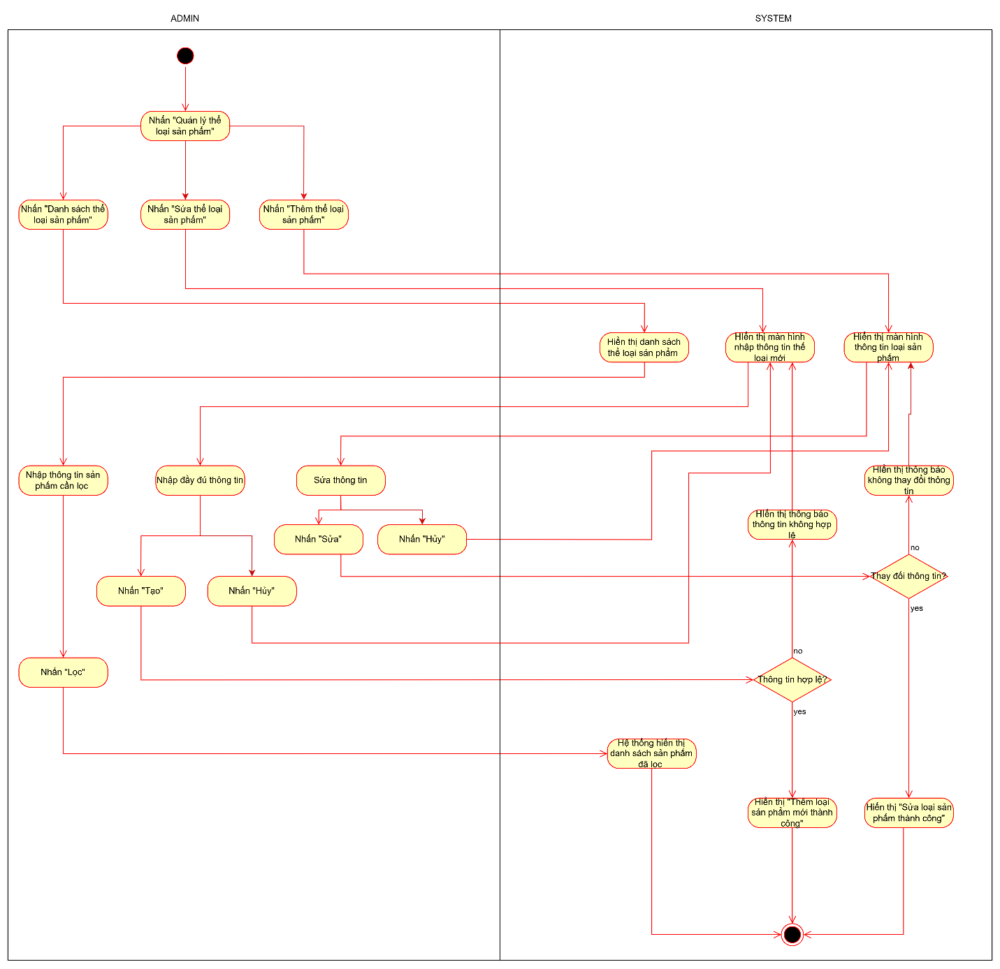 ADMIN
SYSTEM
Nhấn "Quản lý thể
loại sản phẩm"
Nhấn "Danh sách thể
loại sản phẩm"
Nhấn "Sửa thể loại
sản phẩm"
Nhấn "Thêm thể loại
sản phẩm"
Hiển thị danh sách
thể loại sản phẩm
Hiển thị màn hình
nhập thông tin thể
loại mới
Hiển thị màn hình
thông tin loại sản
phẩm
Nhập thông tin sản
phẩm cần lọc
Nhập đầy đủ thông tin
Sửa thông tin
Hiển thị thông báo
không thay đổi thông
tin
Nhấn "Sửa"
Nhấn "Hủy"
Hiển thị thông báo
thông tin không hợp
lệ
no
Thay đổi thông tin?
yes
Nhấn "Tạo"
Nhấn "Hủy"
no
Nhấn "Lọc"
Thông tin hợp lệ?
yes
Hệ thống hiển thị
danh sách sản phẩm
đã lọc
Hiển thị "Thêm loại
sản phẩm mới thành
công"
Hiển thị "Sửa loại sản
phẩm thành công"